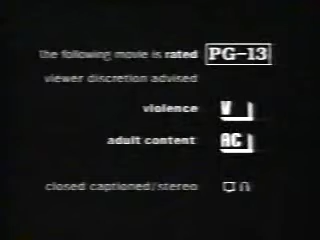 the following movie is rated PG-13
viewer discretion advised
violence V
adult content AC
closed captioned/stereo